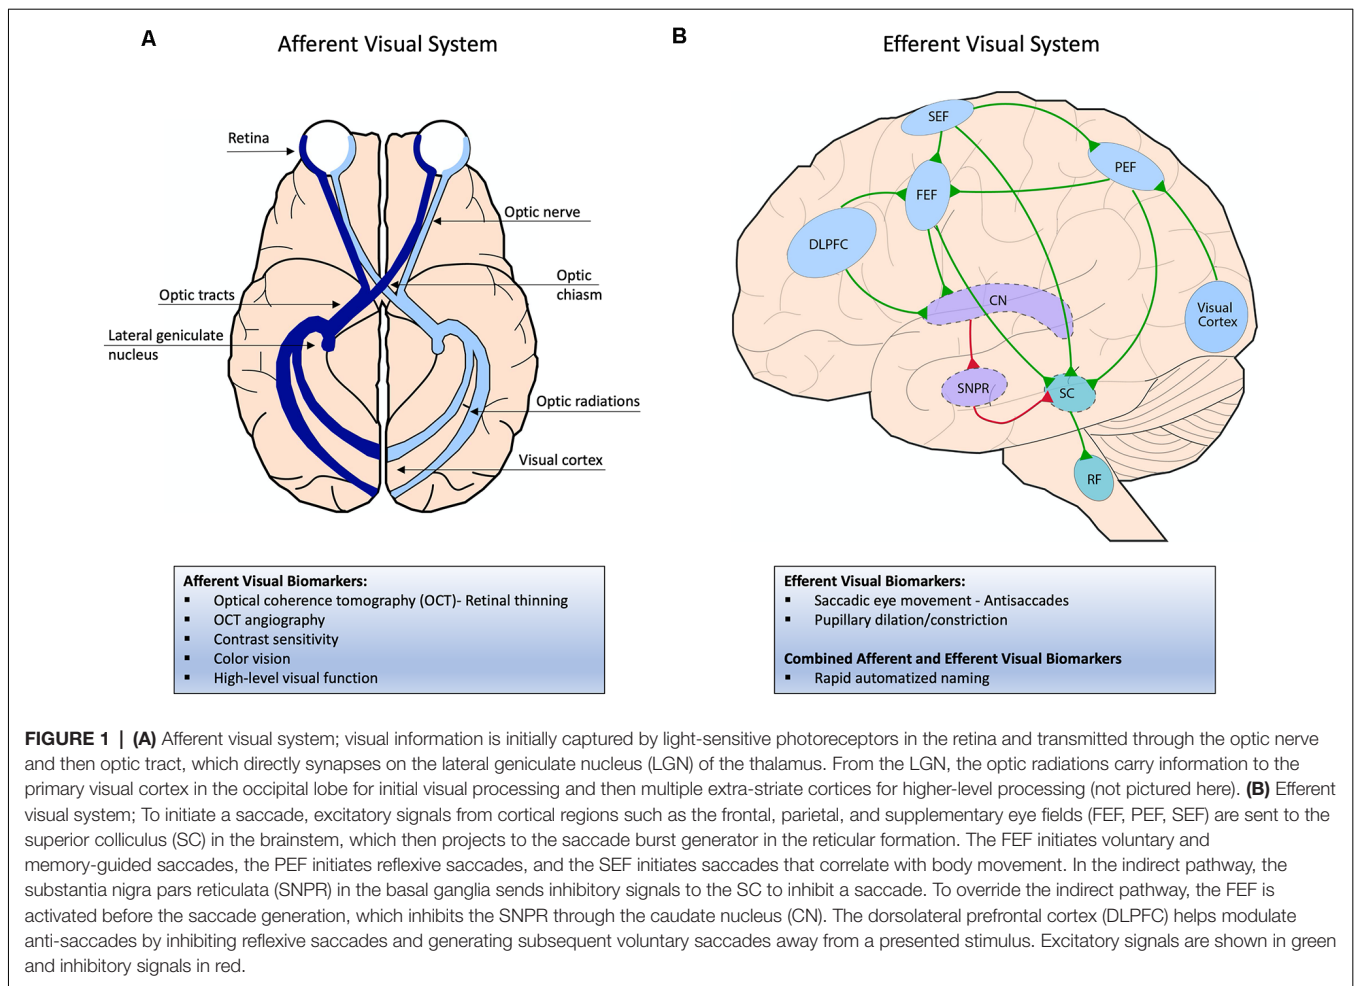 A
Afferent Visual System
Retina
Optic nerve
Optic
chiasm
Optic tracts
Lateral geniculate
nucleus
Optic radiations
Visual cortex
Afferent Visual Biomarkers:
▪ Optical coherence tomography (OCT)- Retinal thinning
▪ OCT angiography
▪ Contrast sensitivity
▪ Color vision
▪ High-level visual function
B
Efferent Visual System
SEF
PEF
FEF
DLPFC
CN
Visual
Cortex
SNPR
SC
RF
Efferent Visual Biomarkers:
▪ Saccadic eye movement - Antisaccades
▪ Pupillary dilation/constriction
Combined Afferent and Efferent Visual Biomarkers
▪ Rapid automatized naming
FIGURE 1 | (A) Afferent visual system; visual information is initially captured by light-sensitive photoreceptors in the retina and transmitted through the optic nerve
and then optic tract, which directly synapses on the lateral geniculate nucleus (LGN) of the thalamus. From the LGN, the optic radiations carry information to the
primary visual cortex in the occipital lobe for initial visual processing and then multiple extra-striate cortices for higher-level processing (not pictured here). (B) Efferent
visual system; To initiate a saccade, excitatory signals from cortical regions such as the frontal, parietal, and supplementary eye fields (FEF, PEF, SEF) are sent to the
superior colliculus (SC) in the brainstem, which then projects to the saccade burst generator in the reticular formation. The FEF initiates voluntary and
memory-guided saccades, the PEF initiates reflexive saccades, and the SEF initiates saccades that correlate with body movement. In the indirect pathway, the
substantia nigra pars reticulata (SNPR) in the basal ganglia sends inhibitory signals to the SC to inhibit a saccade. To override the indirect pathway, the FEF is
activated before the saccade generation, which inhibits the SNPR through the caudate nucleus (CN). The dorsolateral prefrontal cortex (DLPFC) helps modulate
anti-saccades by inhibiting reflexive saccades and generating subsequent voluntary saccades away from a presented stimulus. Excitatory signals are shown in green
and inhibitory signals in red.